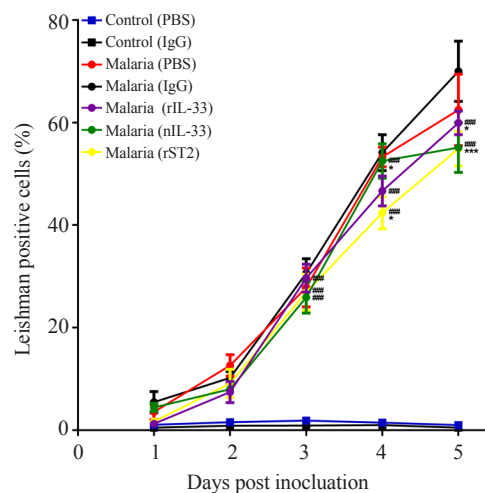 Control (PBS)
Control (IgG)
Malaria (PBS)
Malaria (IgG)
Malaria (rIL-33)
Malaria (nIL-33)
Malaria (rST2)
Leishman positive cells (%)
80
60
40
20
0
0 1 2 3 4 5
Days post inocluation
###
###
###
###
*
###
###
*
###
*
###
***